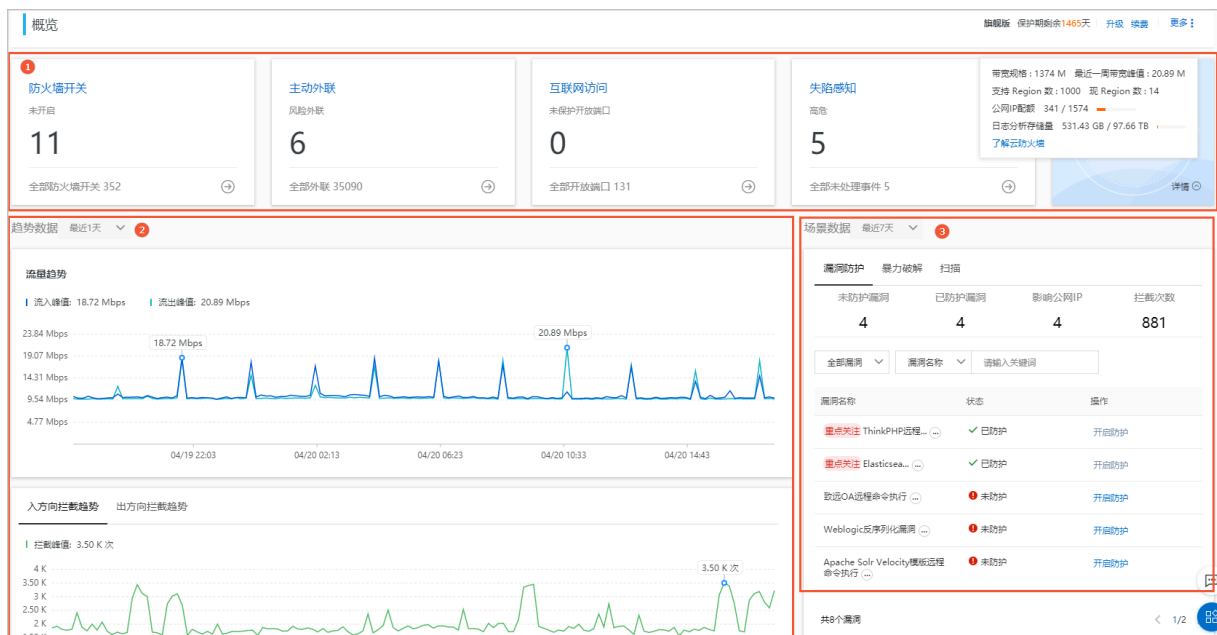 概览
旗舰版 保护期剩余1465天 升级 续费 更多
1
防火墙开关
未开启
11
全部防火墙开关 352
主动外联
风险外联
6
全部外联 35090
互联网访问
未保护开放端口
0
全部开放端口 131
失陷感知
高危
5
全部未处理事件 5
带宽规格：1374 M 最近一周带宽峰值：20.89 M
支持 Region 数：1000 现 Region 数：14
公网IP配额 341 / 1574
日志分析存储量 531.43 GB / 97.66 TB
了解云防火墙
详情
趋势数据 最近1天 2
流量趋势
流入峰值: 18.72 Mbps 流出峰值: 20.89 Mbps
23.84 Mbps
19.07 Mbps
14.31 Mbps
9.54 Mbps
4.77 Mbps
18.72 Mbps
20.89 Mbps
04/19 22:03 04/20 02:13 04/20 06:23 04/20 10:33 04/20 14:43
入方向拦截趋势 出方向拦截趋势
拦截峰值: 3.50 K 次
3.50 K 次
4 K
3.50 K
3 K
2.50 K
2 K
场景数据 最近7天 3
漏洞防护 暴力破解 扫描
未防护漏洞 已防护漏洞 影响公网IP 拦截次数
4 4 4 881
全部漏洞 漏洞名称 请输入关键词
漏洞名称 状态 操作
重点关注 ThinkPHP远程... 已防护 开启防护
重点关注 Elasticsea... 已防护 开启防护
致远OA远程命令执行 ... 未防护 开启防护
Weblogic反序列化漏洞 ... 未防护 开启防护
Apache Solr Velocity模版远程 未防护 开启防护
命令执行 ...
共8个漏洞 1/2